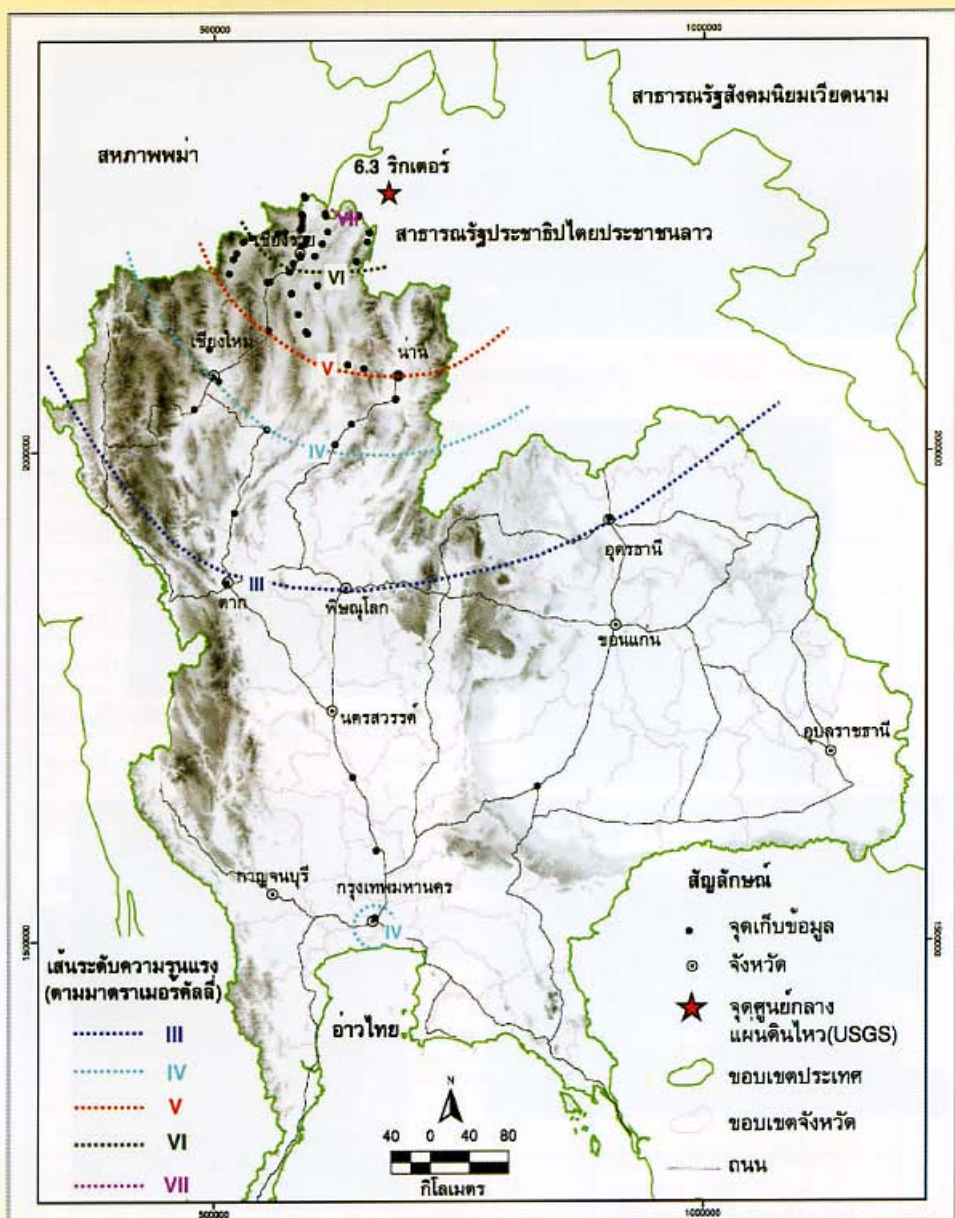 500000
1000000
สาธารณรัฐสังคมนิยมเวียดนาม
สหภาพพม่า
6.3 ริกเตอร์
VII
เชียงราย
สาธารณรัฐประชาธิปไตยประชาชนลาว
VI
เชียงใหม่
น่าน
V
2000000
2000000
IV
อุดรธานี
III
ตาก
พิษณุโลก
ขอนแก่น
นครสวรรค์
อุบลราชธานี
กาญจนบุรี
กรุงเทพมหานคร
IV
1500000
1500000
อ่าวไทย
เส้นระดับความรุนแรง
(ตามมาตราเมอร์คัลลี่)
III
IV
V
VI
VII
N
40 0 40 80
กิโลเมตร
สัญลักษณ์
จุดเก็บข้อมูล
จังหวัด
จุดศูนย์กลาง
แผ่นดินไหว(USGS)
ขอบเขตประเทศ
ขอบเขตจังหวัด
ถนน
500000
1000000